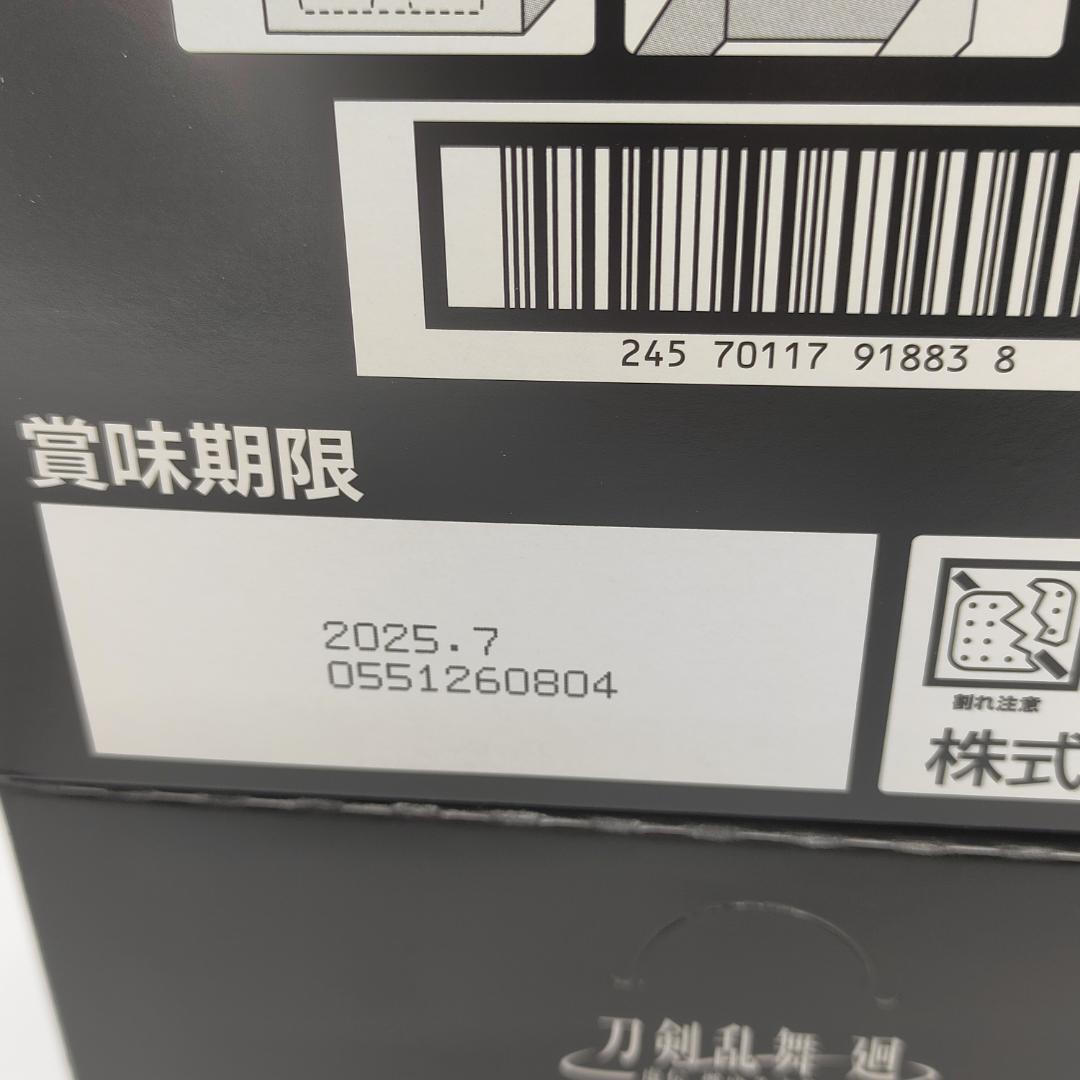 245 70117 91883 8
賞味期限
2025.7
0551260804
割れ注意
株式
刀剣乱舞 廻